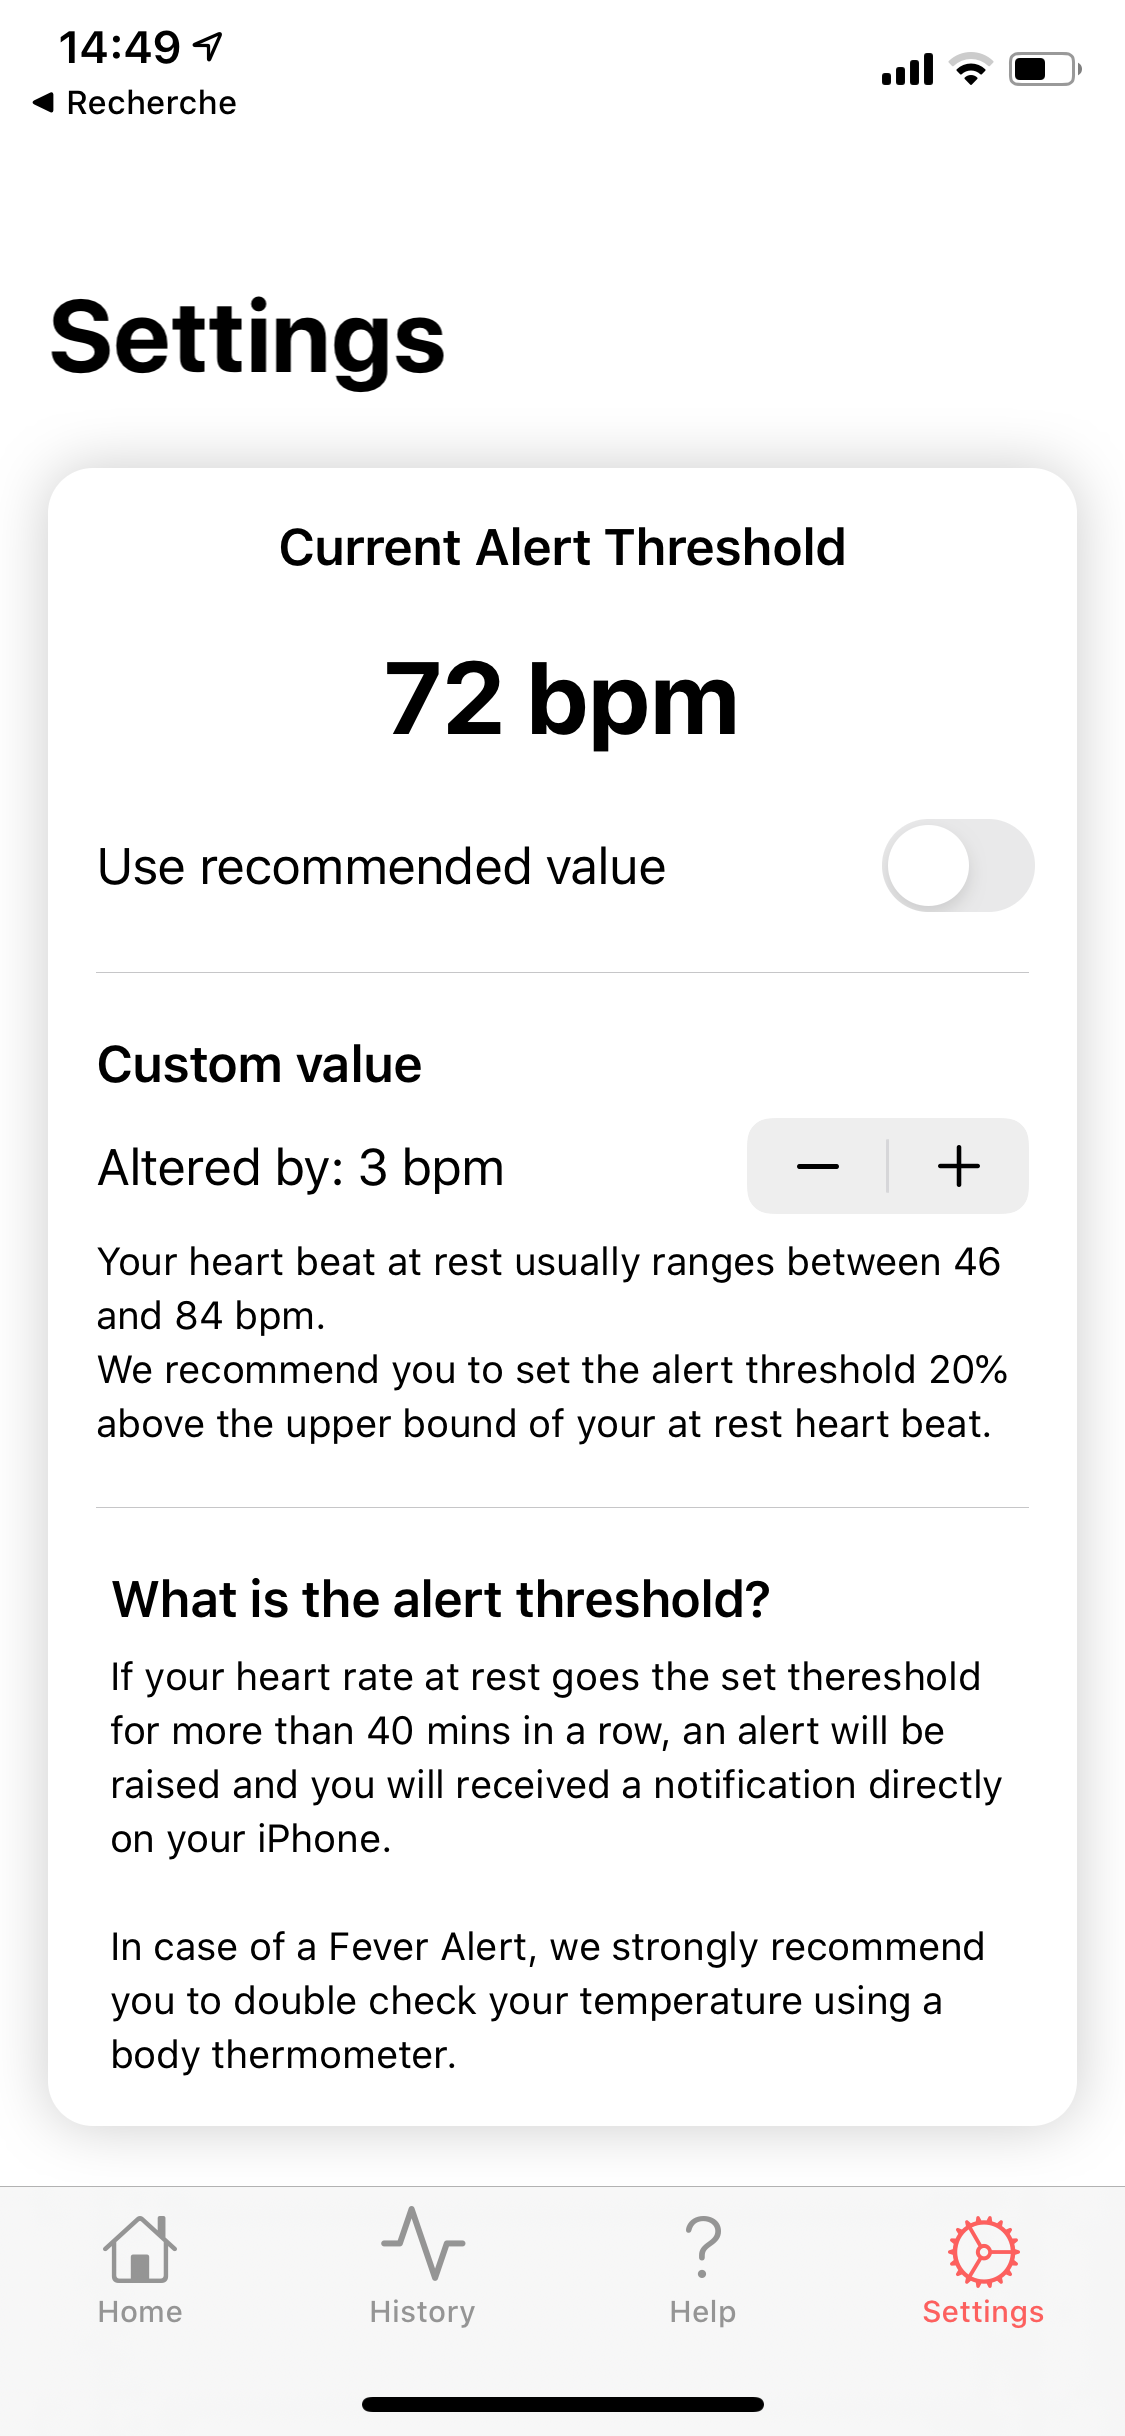 14:49
Recherche
Settings
Current Alert Threshold
72 bpm
Use recommended value
Custom value
Altered by: 3 bpm
Your heart beat at rest usually ranges between 46
and 84 bpm.
We recommend you to set the alert threshold 20%
above the upper bound of your at rest heart beat.
What is the alert threshold?
If your heart rate at rest goes the set thereshold
for more than 40 mins in a row, an alert will be
raised and you will received a notification directly
on your iPhone.
In case of a Fever Alert, we strongly recommend
you to double check your temperature using a
body thermometer.
Home
History
Help
Settings